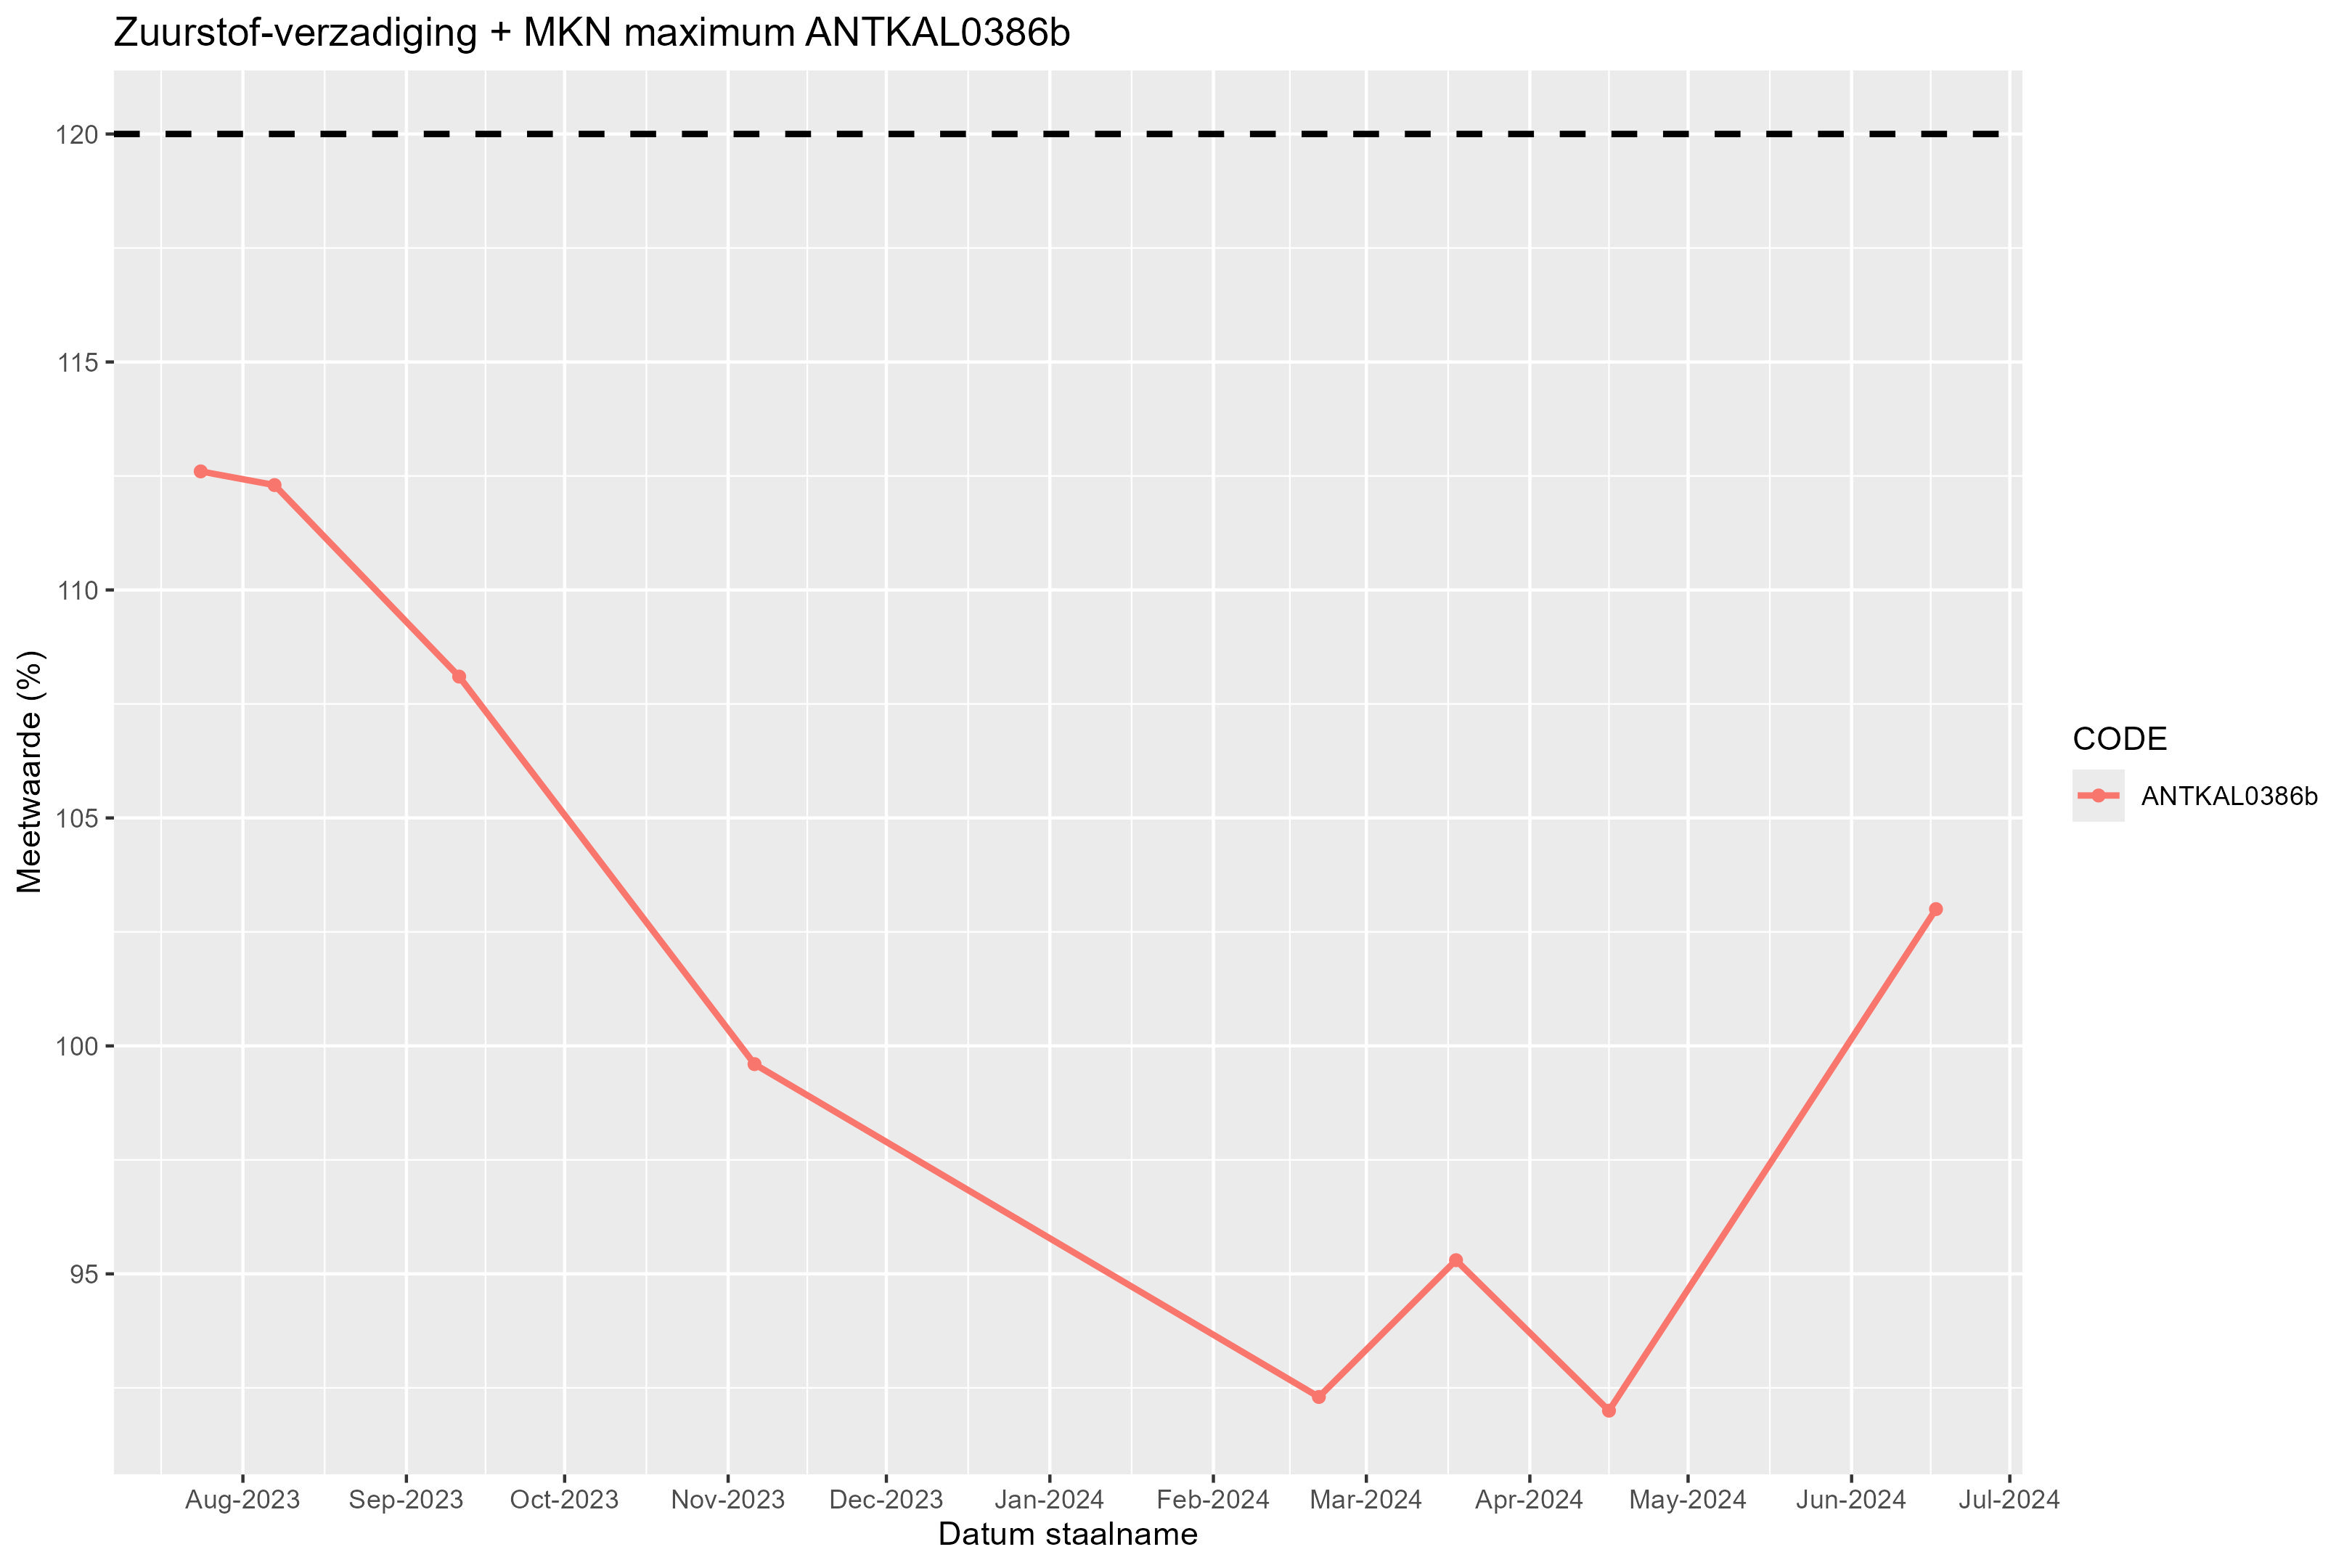 Zuurstof-verzadiging + MKN maximum ANTKAL0386b
Meetwaarde (%)
120
115
110
105
100
95
Aug-2023 Sep-2023 Oct-2023 Nov-2023 Dec-2023 Jan-2024 Feb-2024 Mar-2024 Apr-2024 May-2024 Jun-2024 Jul-2024
Datum staalname
CODE
ANTKAL0386b